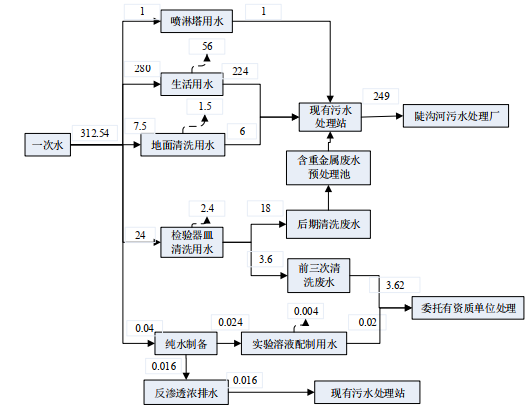 1
喷淋塔用水
1
56
280
生活用水
224
1.5
现有污水
处理站
249
陡沟河污水处理厂
一次水
312.54
7.5
地面清洗用水
6
含重金属废水
预处理池
2.4
24
检验器皿
清洗用水
18
后期清洗废水
3.6
前三次清
洗废水
3.62
委托有资质单位处理
0.004
0.04
纯水制备
0.024
实验溶液配制用水
0.02
0.016
反渗透浓排水
0.016
现有污水处理站